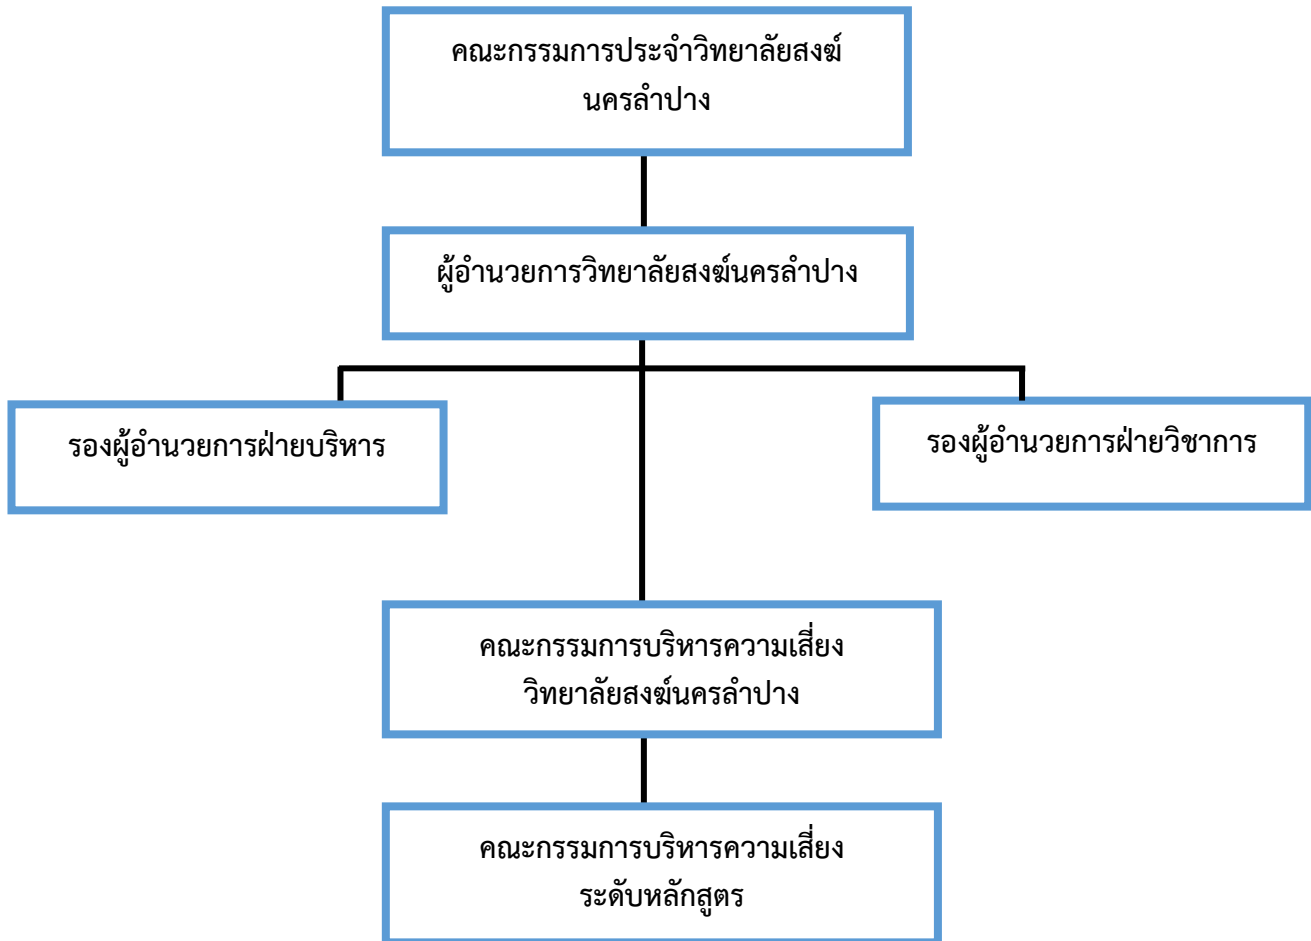 คณะกรรมการประจำวิทยาลัยสงฆ์
นครลำปาง
ผู้อำนวยการวิทยาลัยสงฆ์นครลำปาง
รองผู้อำนวยการฝ่ายบริหาร
รองผู้อำนวยการฝ่ายวิชาการ
คณะกรรมการบริหารความเสี่ยง
วิทยาลัยสงฆ์นครลำปาง
คณะกรรมการบริหารความเสี่ยง
ระดับหลักสูตร